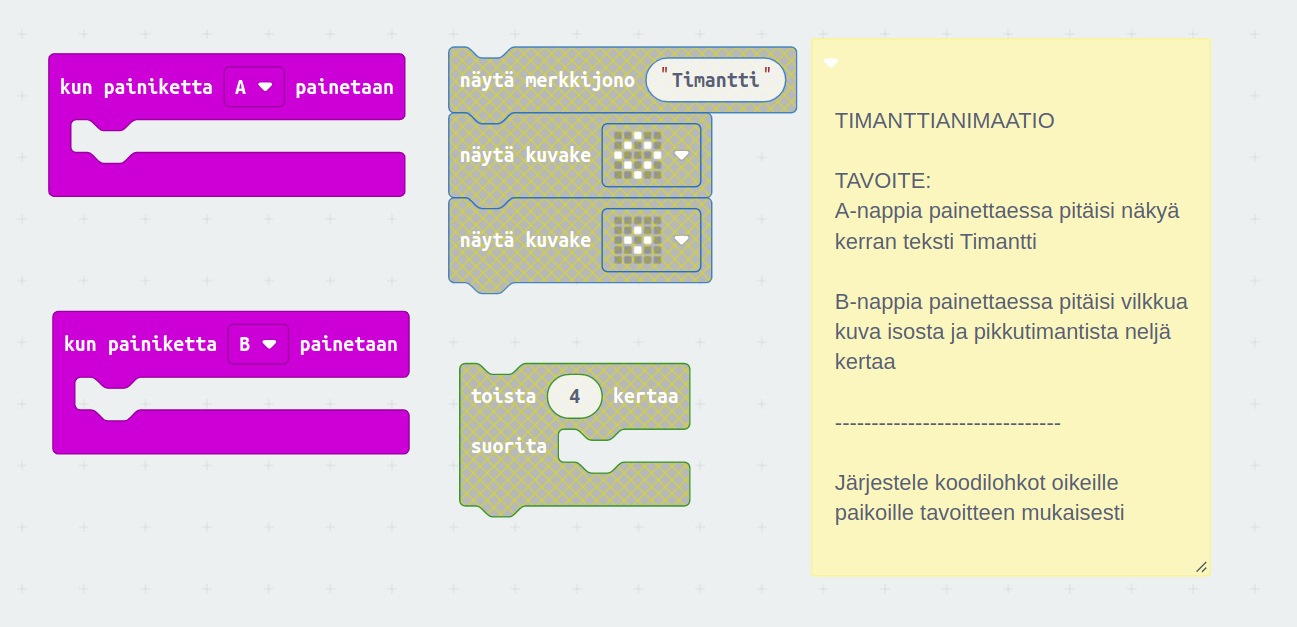 kun painiketta A painetaan
kun painiketta B painetaan
näytä merkkijono "Timantti"
näytä kuvake
näytä kuvake
toista 4 kertaa
suorita
TIMANTTIANIMAATIO
TAVOITE:
A-nappia painettaessa pitäisi näkyä
kerran teksti Timantti
B-nappia painettaessa pitäisi vilkkua
kuva isosta ja pikkutimantista neljä
kertaa
-------------------------------
Järjestele koodilohkot oikeille
paikoille tavoitteen mukaisesti